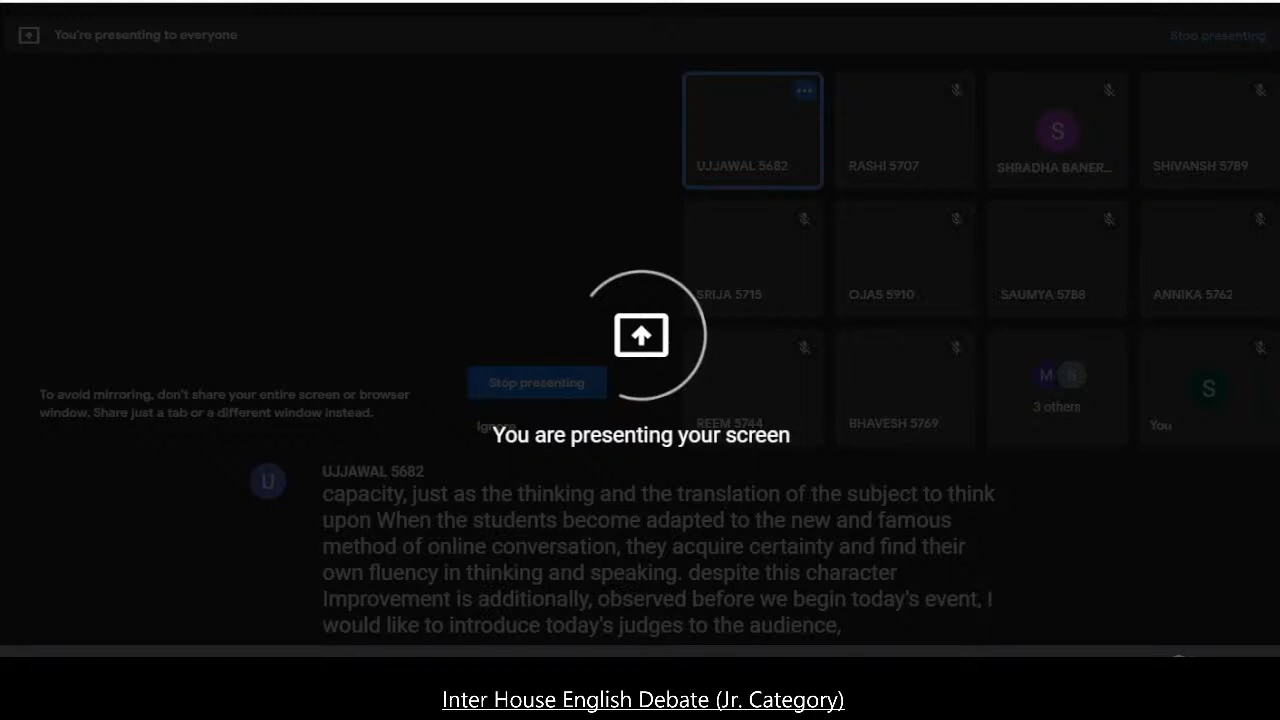 You're presenting to everyone
Stop presenting
UJJAWAL 5682
RASHI 5707
S
SHRADHA BANER...
SHIVANSH 5789
SRIJA 5715
OJAS 5910
SAUMYA 5788
ANNIKA 5762
To avoid mirroring, don't share your entire screen or browser
window. Share just a tab or a different window instead.
Stop presenting
Ignore
REEM 5744
BHAVESH 5769
M
3 others
S
You
You are presenting your screen
U
UJJAWAL 5682
capacity, just as the thinking and the translation of the subject to think
upon When the students become adapted to the new and famous
method of online conversation, they acquire certainty and find their
own fluency in thinking and speaking. despite this character
Improvement is additionally, observed before we begin today's event, I
would like to introduce today's judges to the audience,
Inter House English Debate (Jr. Category)